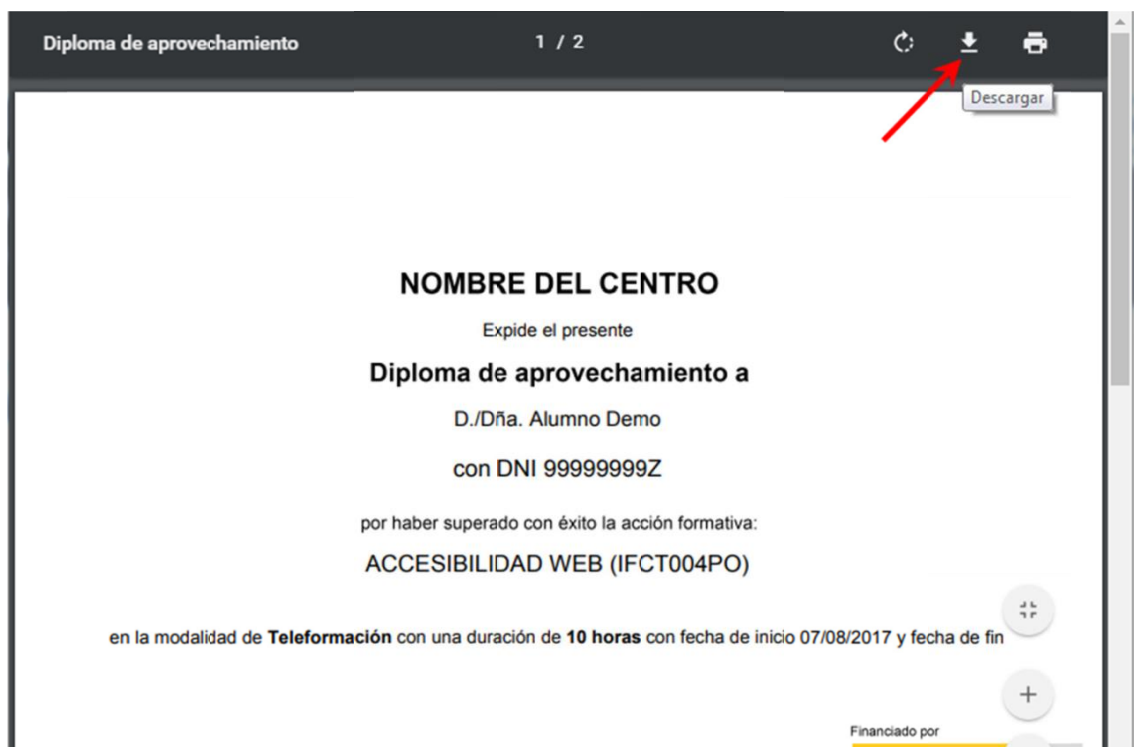 Diploma de aprovechamiento
1 / 2
Descargar
NOMBRE DEL CENTRO
Expide el presente
Diploma de aprovechamiento a
D./Dña. Alumno Demo
con DNI 99999999Z
por haber superado con éxito la acción formativa:
ACCESIBILIDAD WEB (IFCT004PO)
en la modalidad de Teleformación con una duración de 10 horas con fecha de inicio 07/08/2017 y fecha de fin
Financiado por